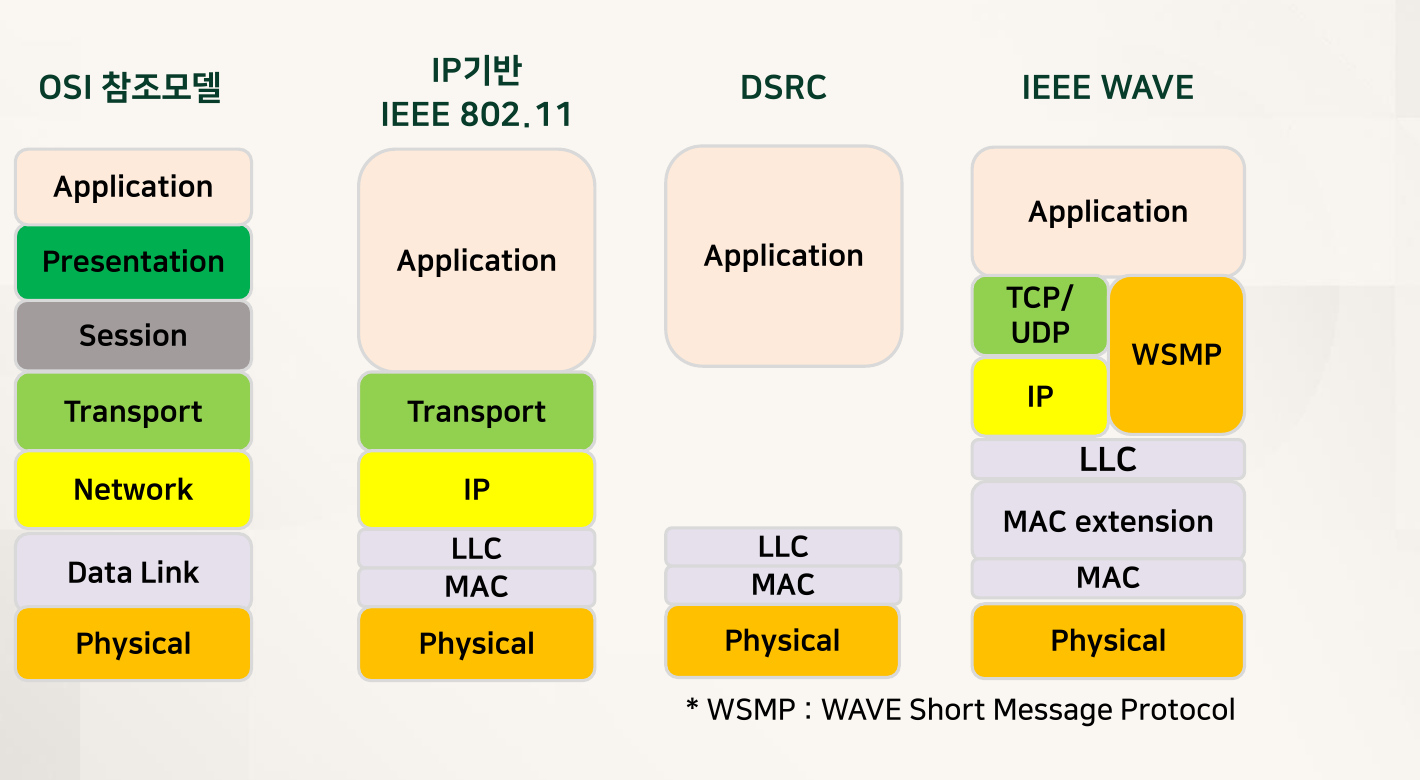 OSI 참조모델
Application
Presentation
Session
Transport
Network
Data Link
Physical
IP기반
IEEE 802.11
Application
Transport
IP
LLC
MAC
Physical
DSRC
Application
LLC
MAC
Physical
IEEE WAVE
Application
TCP/
UDP
WSMP
IP
LLC
MAC extension
MAC
Physical
* WSMP : WAVE Short Message Protocol